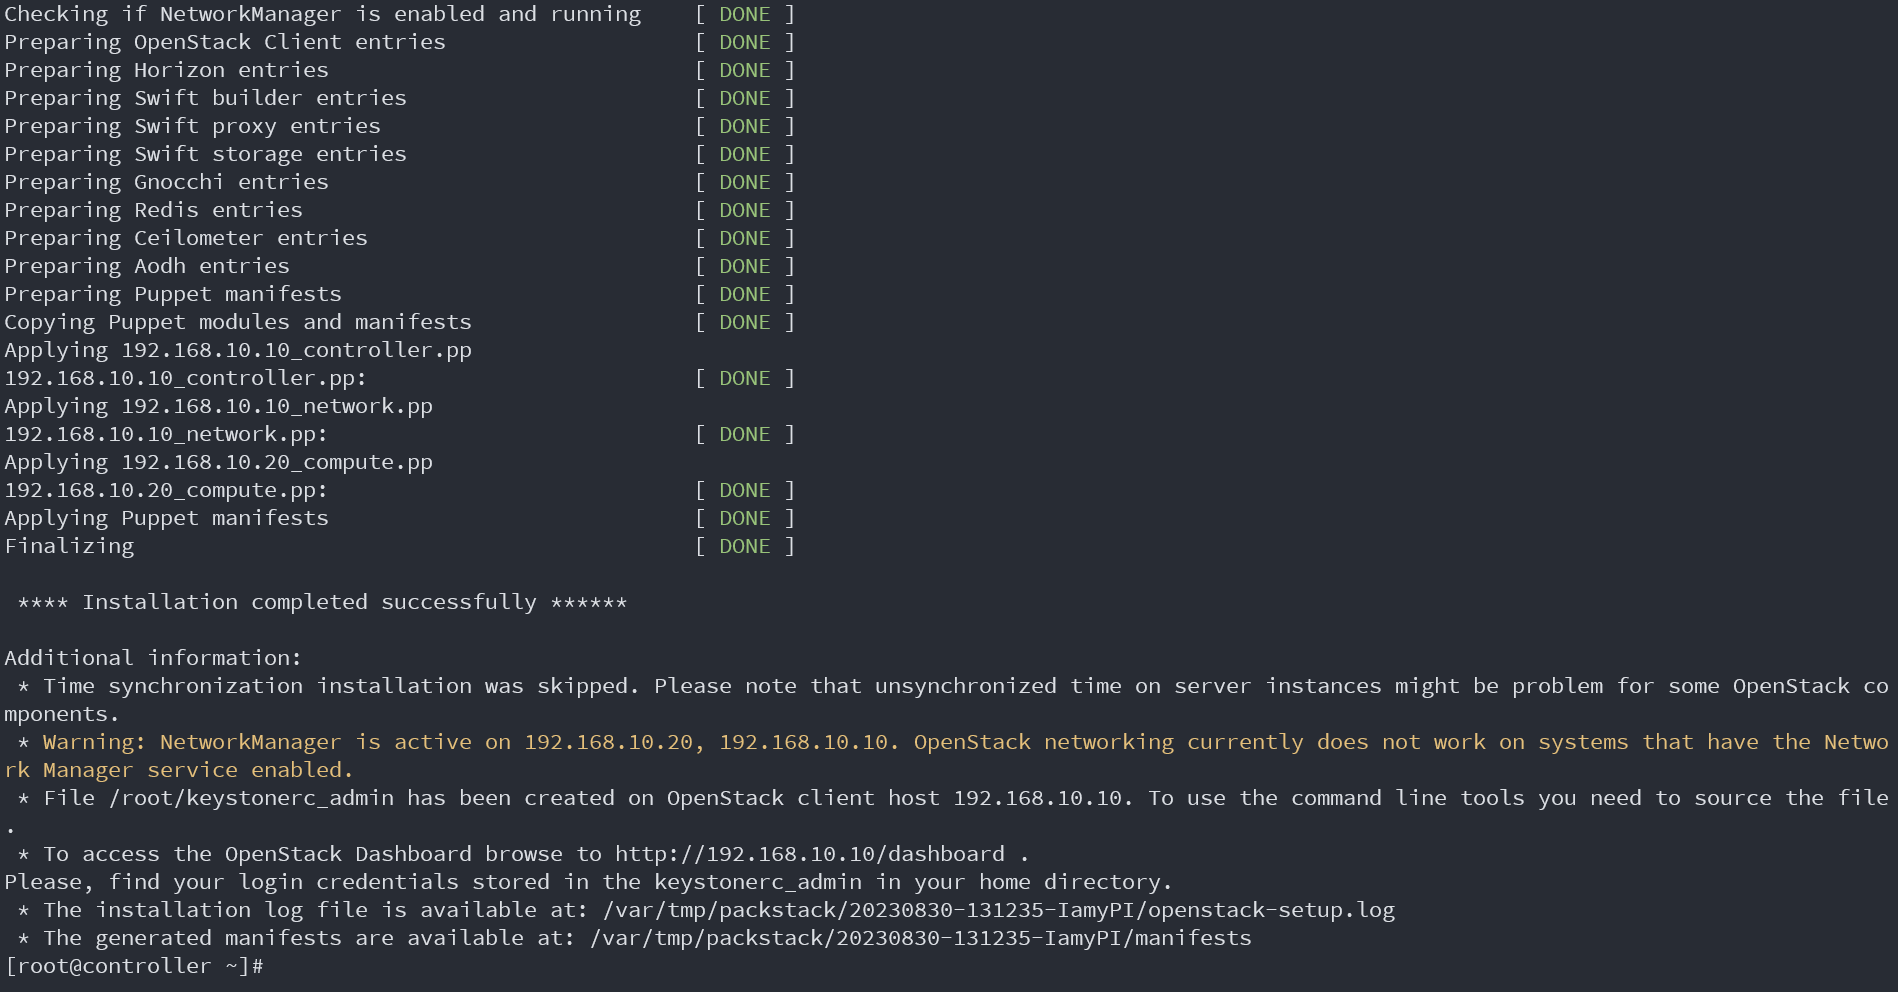 Checking if NetworkManager is enabled and running    [ DONE ]
Preparing OpenStack Client entries                   [ DONE ]
Preparing Horizon entries                            [ DONE ]
Preparing Swift builder entries                      [ DONE ]
Preparing Swift proxy entries                        [ DONE ]
Preparing Swift storage entries                      [ DONE ]
Preparing Gnocchi entries                            [ DONE ]
Preparing Redis entries                              [ DONE ]
Preparing Ceilometer entries                         [ DONE ]
Preparing Aodh entries                               [ DONE ]
Preparing Puppet manifests                           [ DONE ]
Copying Puppet modules and manifests                 [ DONE ]
Applying 192.168.10.10_controller.pp
192.168.10.10_controller.pp:                         [ DONE ]
Applying 192.168.10.10_network.pp
192.168.10.10_network.pp:                            [ DONE ]
Applying 192.168.10.20_compute.pp
192.168.10.20_compute.pp:                            [ DONE ]
Applying Puppet manifests                            [ DONE ]
Finalizing                                           [ DONE ]

 **** Installation completed successfully ******

Additional information:
 * Time synchronization installation was skipped. Please note that unsynchronized time on server instances might be problem for some OpenStack co
mponents.
 * Warning: NetworkManager is active on 192.168.10.20, 192.168.10.10. OpenStack networking currently does not work on systems that have the Netwo
rk Manager service enabled.
 * File /root/keystonerc_admin has been created on OpenStack client host 192.168.10.10. To use the command line tools you need to source the file
.
 * To access the OpenStack Dashboard browse to http://192.168.10.10/dashboard .
Please, find your login credentials stored in the keystonerc_admin in your home directory.
 * The installation log file is available at: /var/tmp/packstack/20230830-131235-IamyPI/openstack-setup.log
 * The generated manifests are available at: /var/tmp/packstack/20230830-131235-IamyPI/manifests
[root@controller ~]#